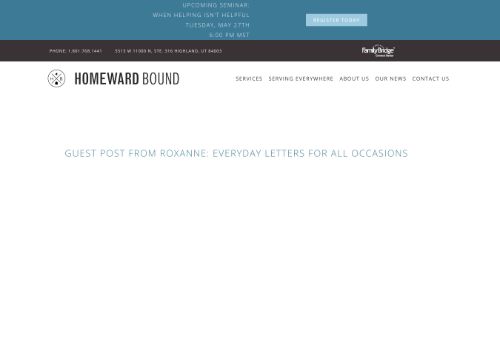 UPCOMING SEMINAR:
WHEN HELPING ISN'T HELPFUL
TUESDAY, MAY 27TH
6:00 PM MST
REGISTER TODAY
PHONE: 1.801.768.1441 5513 W 11000 N, STE. 316 HIGHLAND, UT 84003
FamilyBridge
HOMEWARD BOUND
SERVICES SERVING EVERYWHERE ABOUT US OUR NEWS CONTACT US
GUEST POST FROM ROXANNE: EVERYDAY LETTERS FOR ALL OCCASIONS